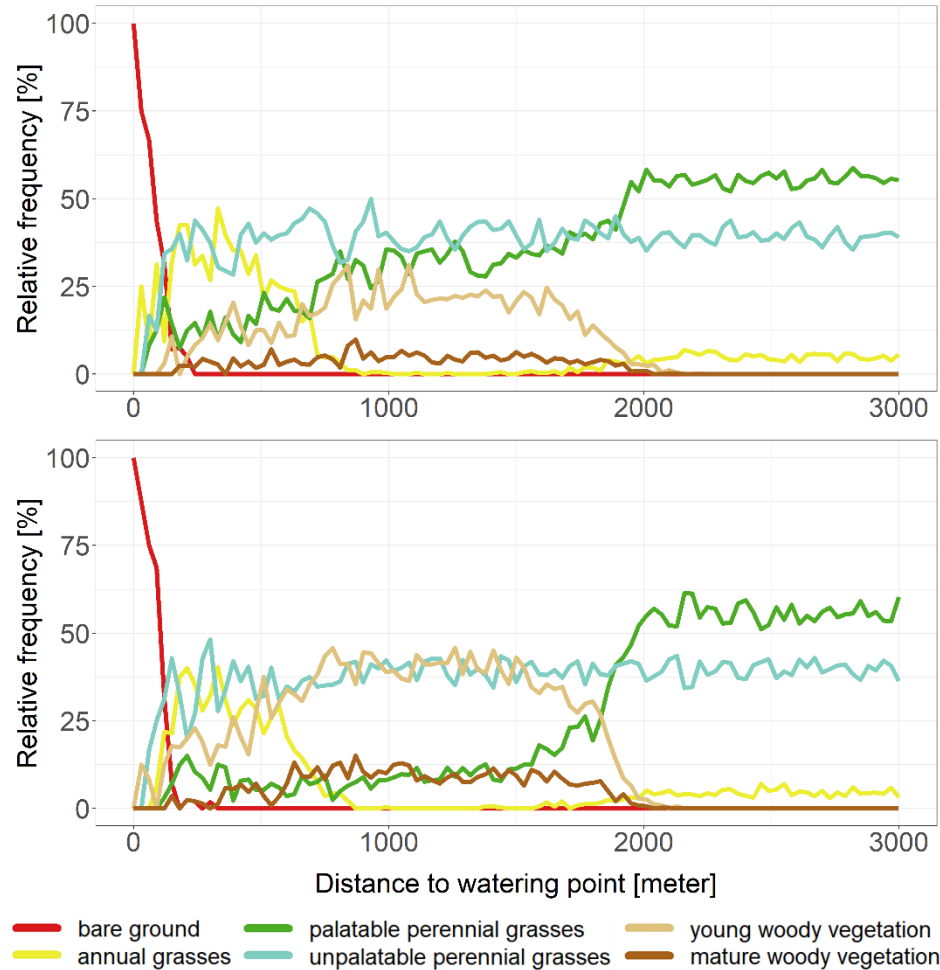 Relative frequency [%]
100
75
50
25
0
0 1000 2000 3000
Relative frequency [%]
100
75
50
25
0
0 1000 2000 3000
Distance to watering point [meter]
bare ground palatable perennial grasses young woody vegetation
annual grasses unpalatable perennial grasses mature woody vegetation